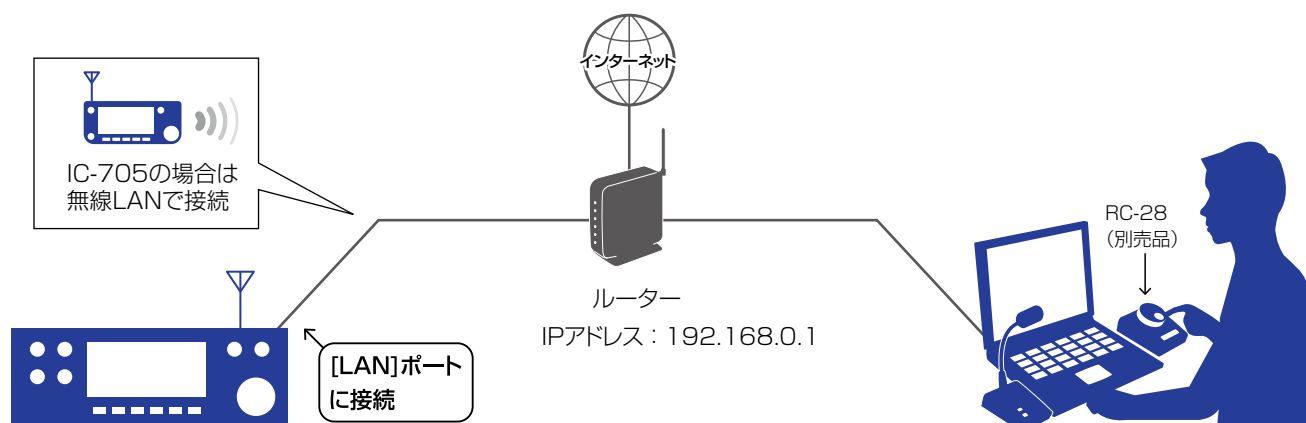 インターネット
IC-705の場合は
無線LANで接続
RC-28
（別売品）
ルーター
IPアドレス：192.168.0.1
[LAN]ポート
に接続